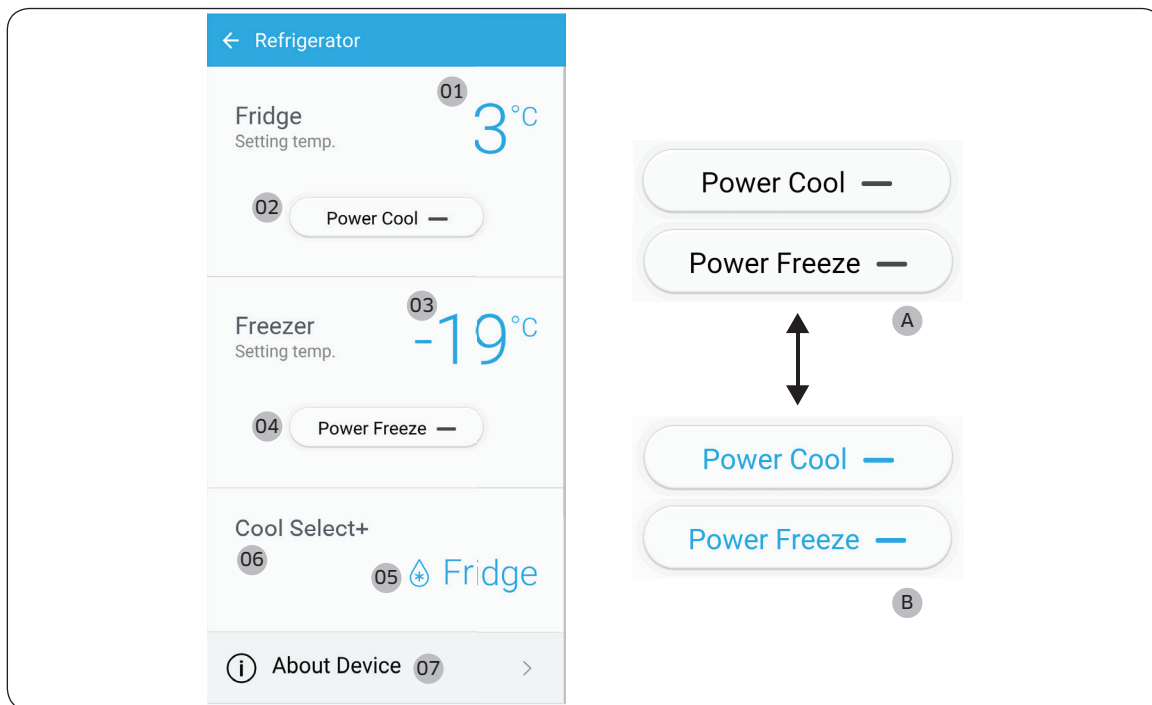 ← Refrigerator
01
Fridge
3°C
Setting temp.
02
Power Cool —
03
Freezer
-19°C
Setting temp.
04
Power Freeze —
Cool Select+
06
05
Fridge
i About Device 07 >
Power Cool —
Power Freeze —
A
Power Cool —
Power Freeze —
B